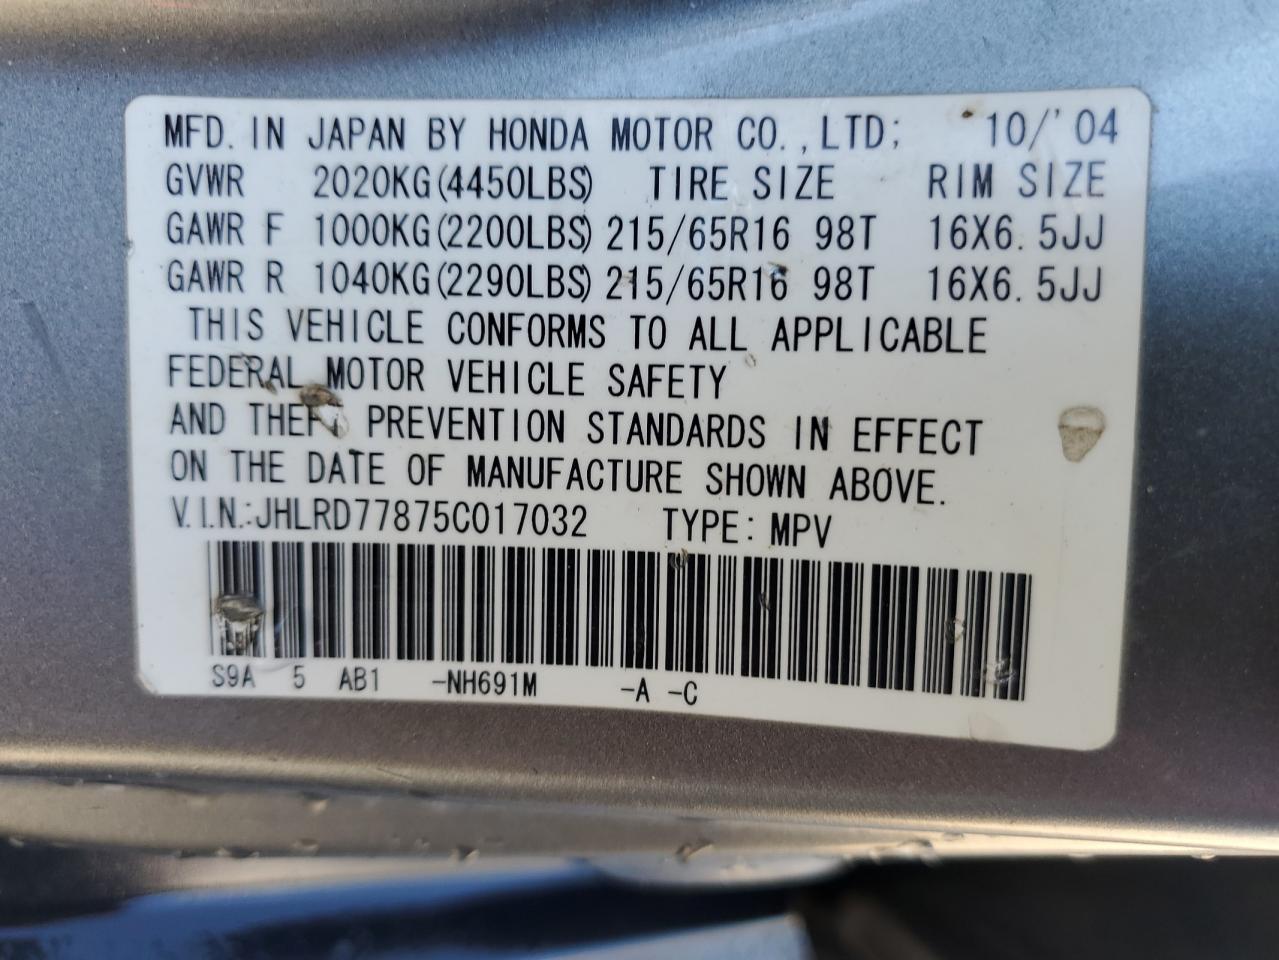 MFD. IN JAPAN BY HONDA MOTOR CO., LTD; 10/'04
GVWR 2020KG(4450LBS) TIRE SIZE RIM SIZE
GAWR F 1000KG(2200LBS) 215/65R16 98T 16X6.5JJ
GAWR R 1040KG(2290LBS) 215/65R16 98T 16X6.5JJ
THIS VEHICLE CONFORMS TO ALL APPLICABLE
FEDERAL MOTOR VEHICLE SAFETY
AND THEFT PREVENTION STANDARDS IN EFFECT
ON THE DATE OF MANUFACTURE SHOWN ABOVE.
V.I.N.:JHLRD77875C017032 TYPE: MPV
S9A 5 AB1 -NH691M -A -C